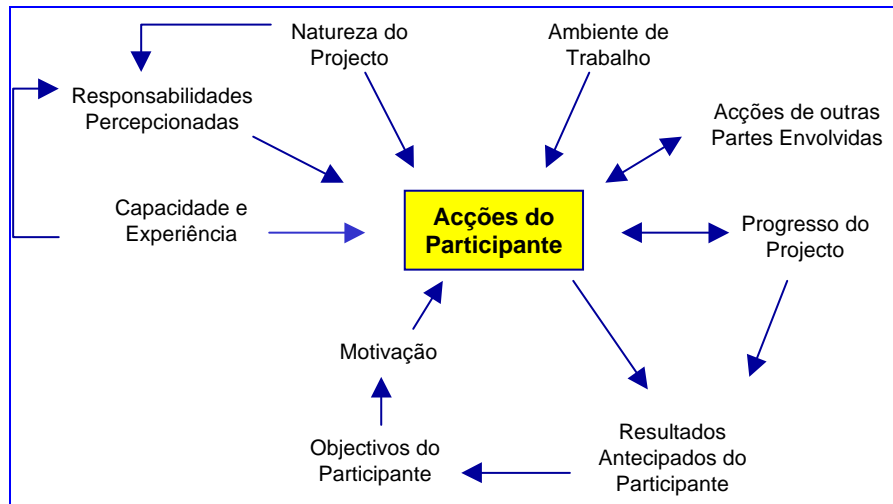 Natureza do
Projecto
Ambiente de
Trabalho
Responsabilidades
Percepcionadas
Acções de outras
Partes Envolvidas
Capacidade e
Experiência
Acções do
Participante
Progresso do
Projecto
Motivação
Objectivos do
Participante
Resultados
Antecipados do
Participante